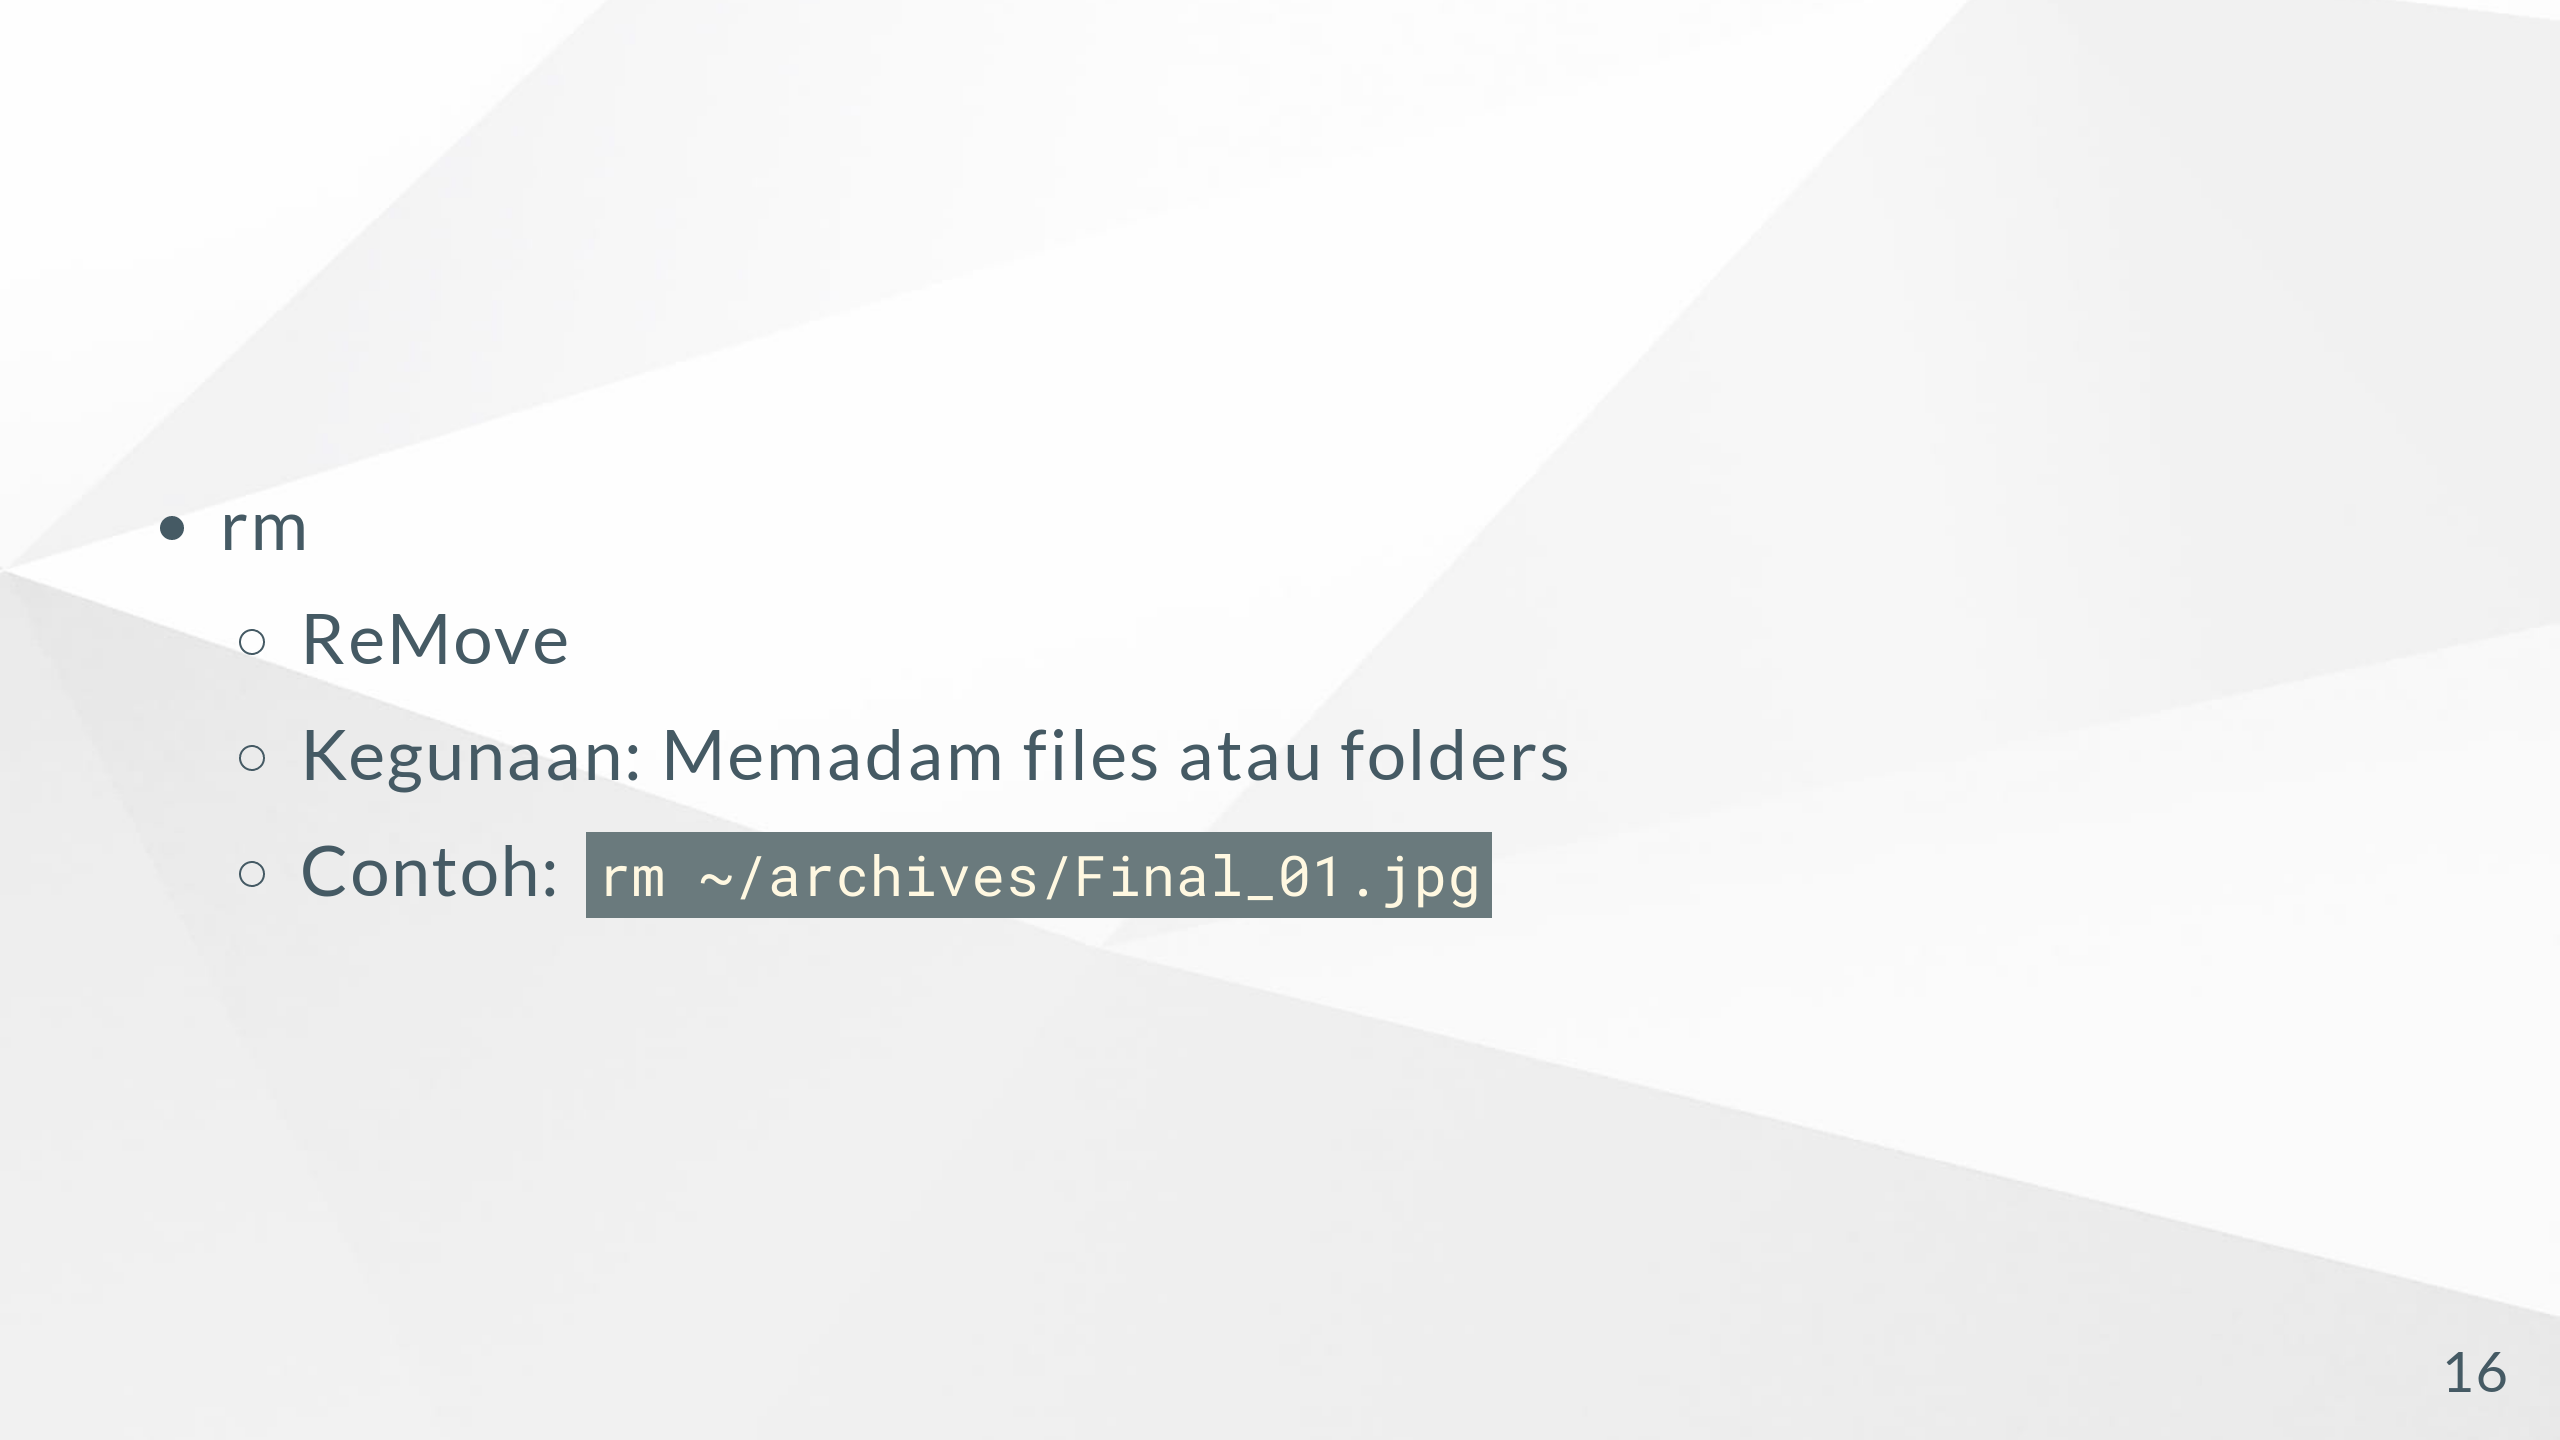 • rm
○ ReMove
○ Kegunaan: Memadam files atau folders
○ Contoh: rm ~/archives/Final_01.jpg
16